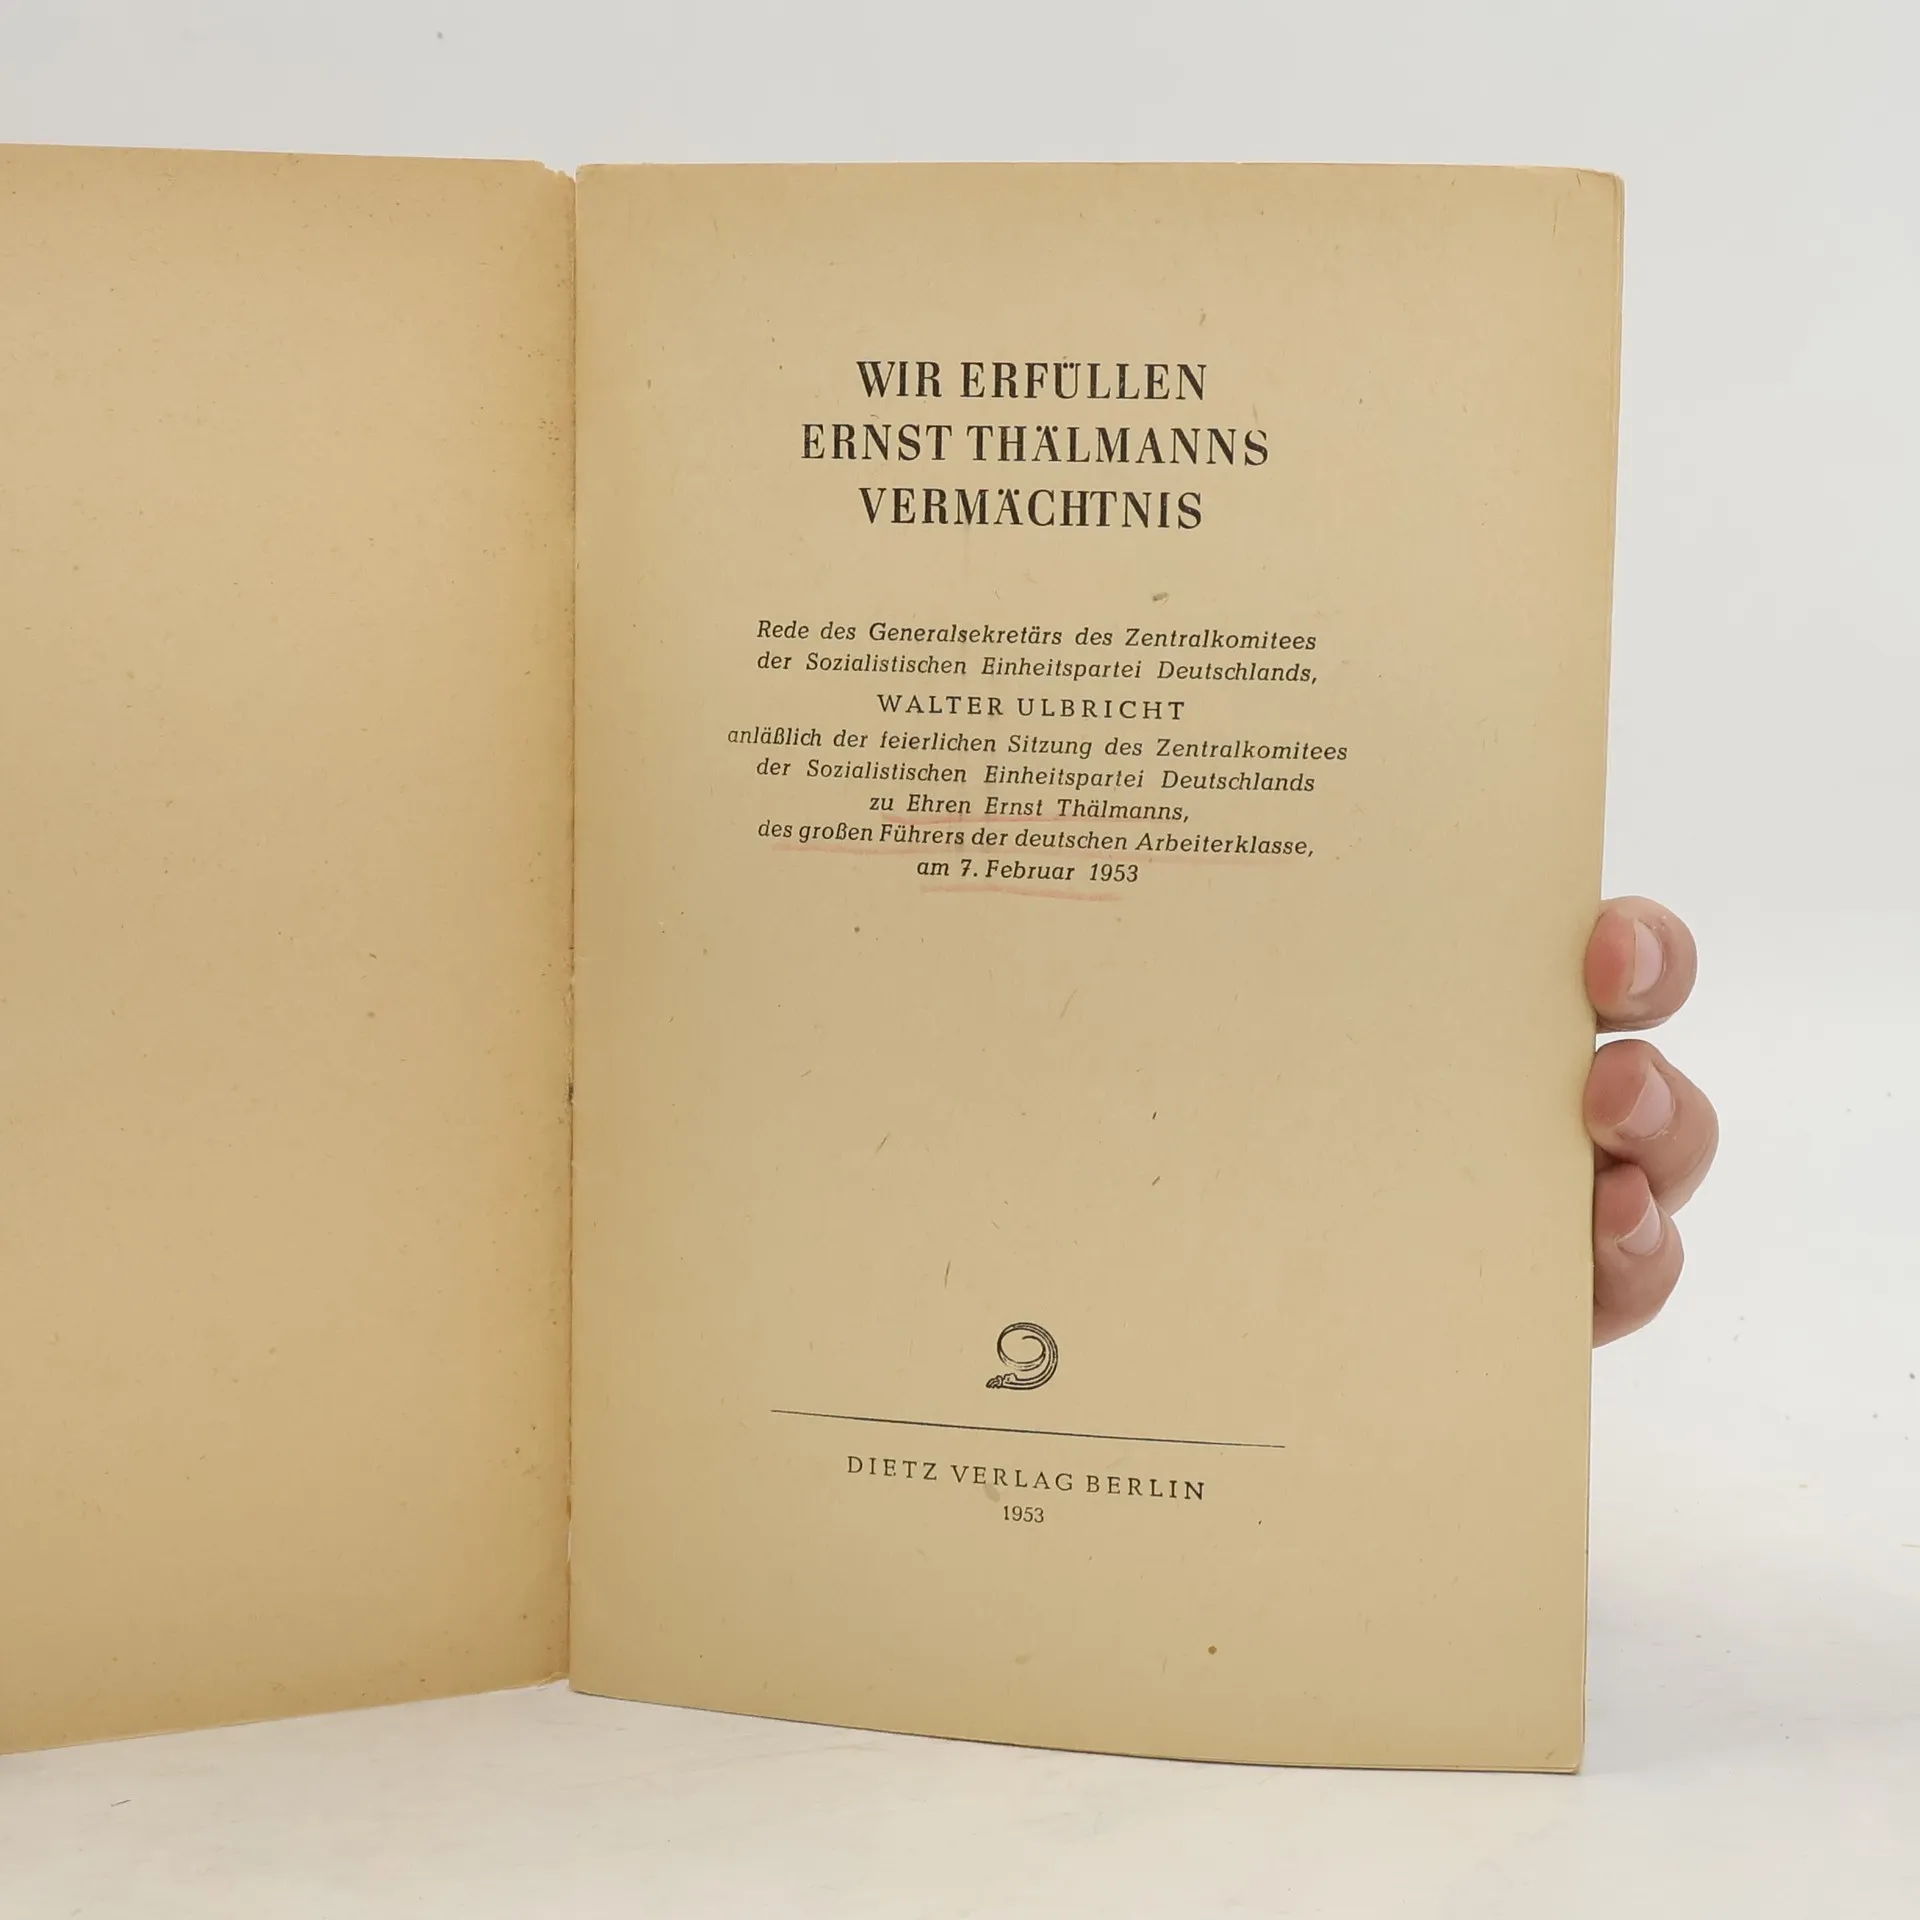 WIR ERFÜLLEN
ERNST THÄLMANNS
VERMÄCHTNIS
Rede des Generalsekretärs des Zentralkomitees
der Sozialistischen Einheitspartei Deutschlands,
WALTER ULBRICHT
anläßlich der feierlichen Sitzung des Zentralkomitees
der Sozialistischen Einheitspartei Deutschlands
zu Ehren Ernst Thälmanns,
des großen Führers der deutschen Arbeiterklasse,
am 7. Februar 1953
DIETZ VERLAG BERLIN
1953